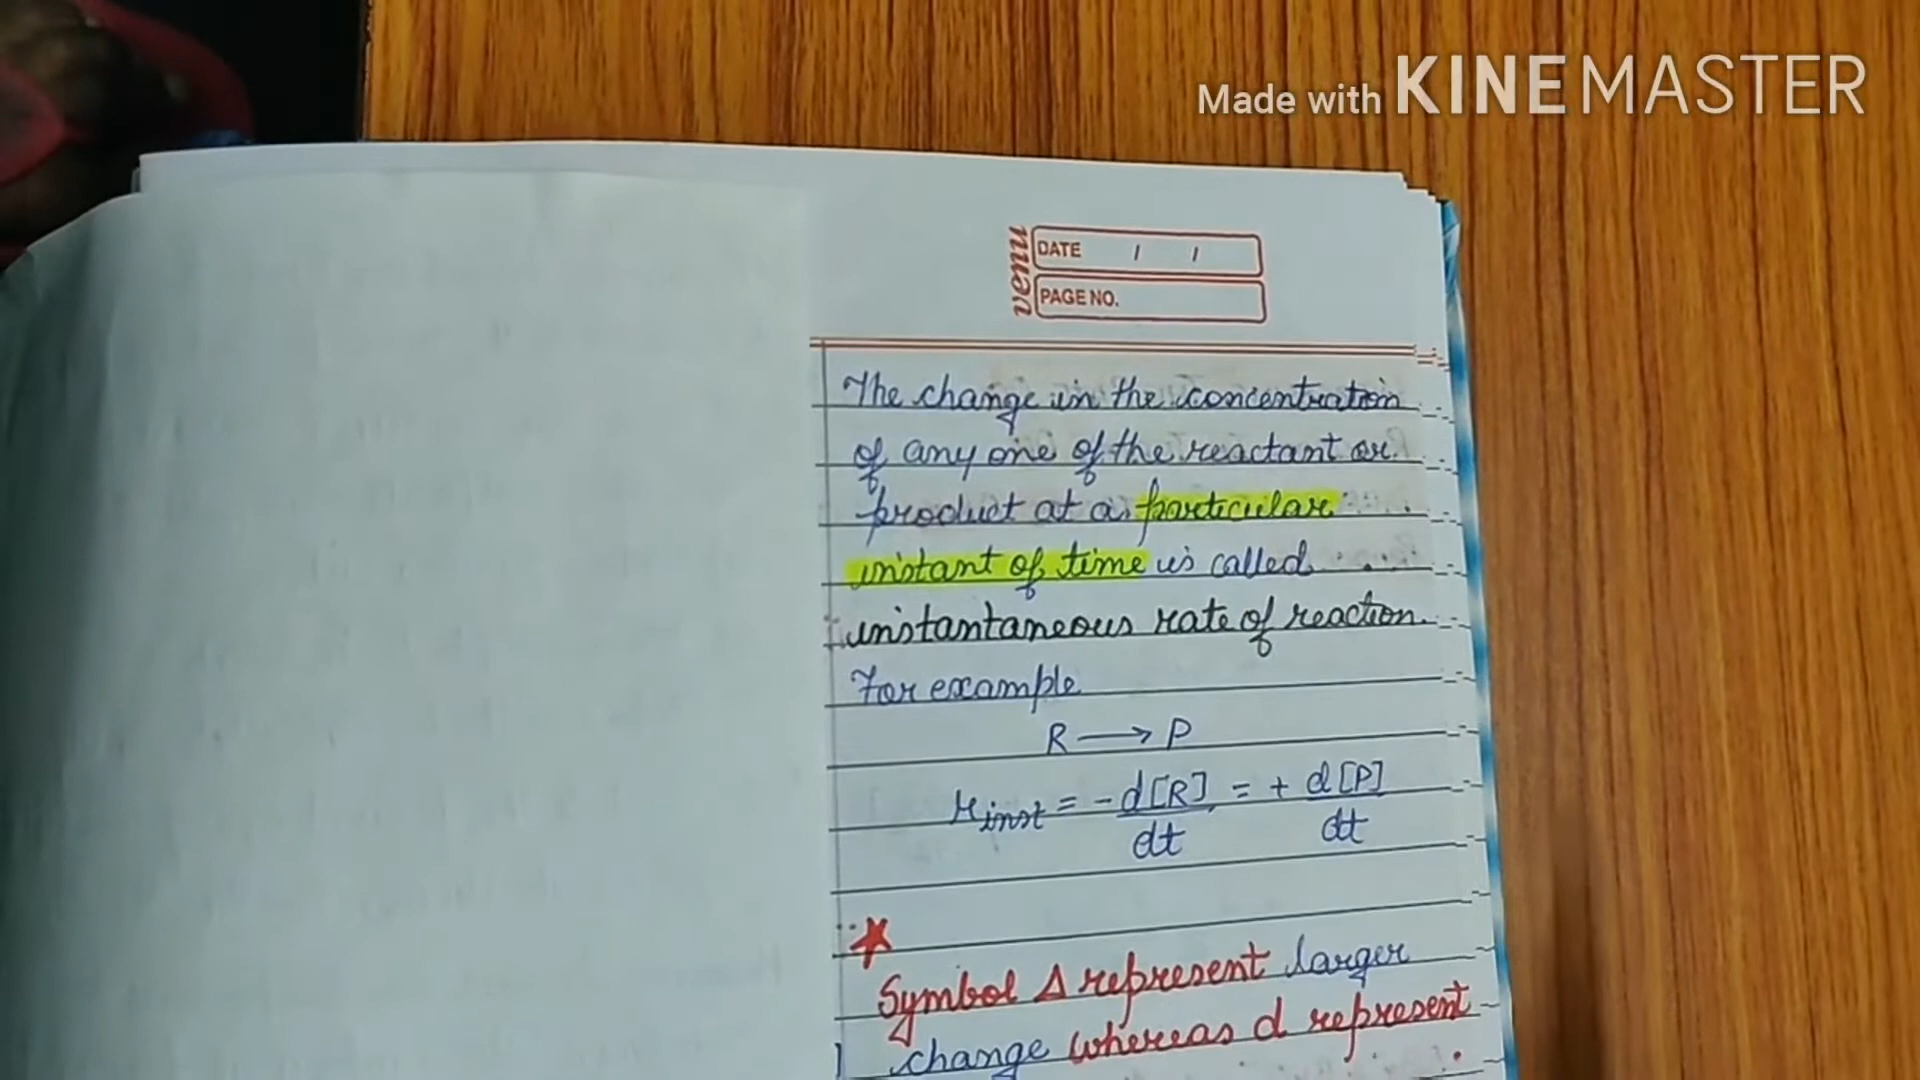 Made with KINEMASTER
venu
DATE / /
PAGE NO.
The change in the concentration
of any one of the reactant or
product at a particular
instant of time is called
instantaneous rate of reaction.
For example
R ⟶ P
rinst = - d[R]/dt = + d[P]/dt
Symbol Δ represent larger
change whereas d represent